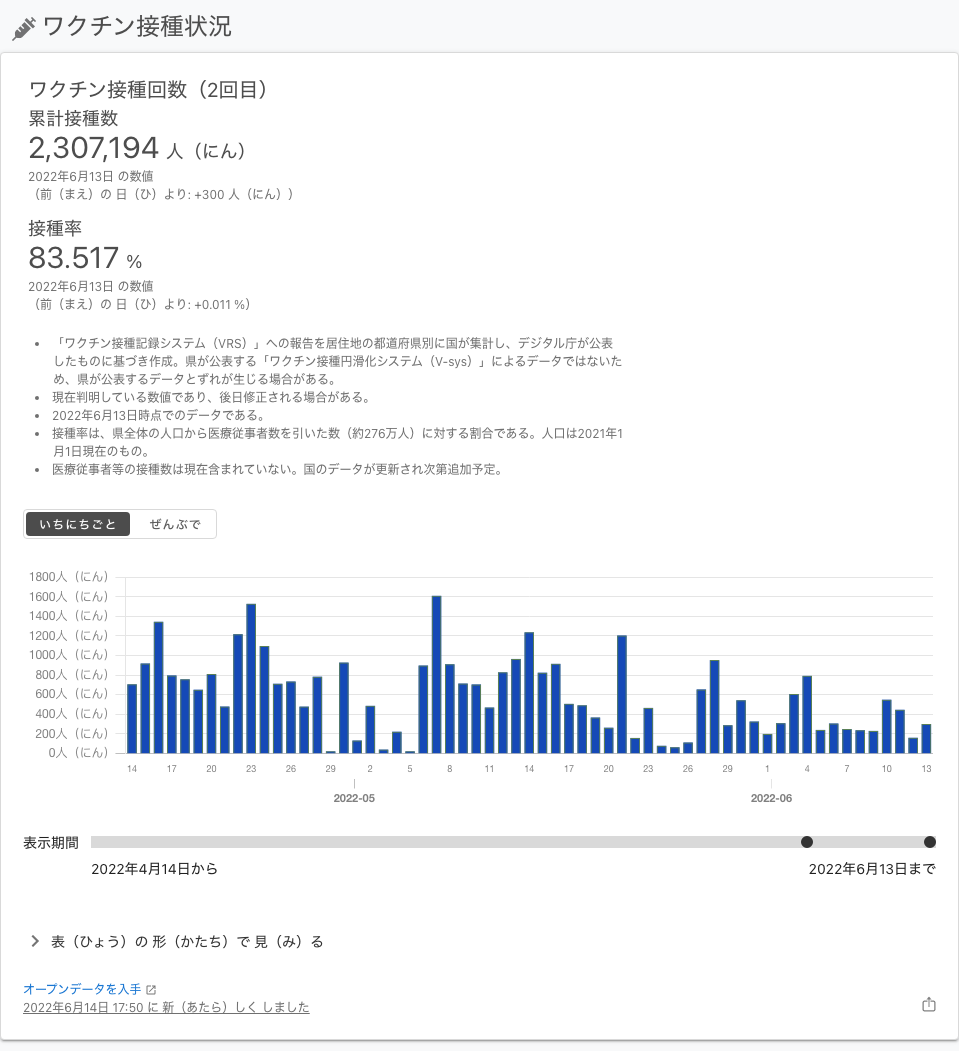 ワクチン接種状況
ワクチン接種回数（2回目）
累計接種数
2,307,194 人（にん）
2022年6月13日 の数値
（前（まえ）の 日（ひ）より: +300 人（にん））
接種率
83.517 %
2022年6月13日 の数値
（前（まえ）の 日（ひ）より: +0.011 %）
• 「ワクチン接種記録システム（VRS）」への報告を居住地の都道府県別に国が集計し、デジタル庁が公表
したものに基づき作成。県が公表する「ワクチン接種円滑化システム（V-sys）」によるデータではないた
め、県が公表するデータとずれが生じる場合がある。
• 現在判明している数値であり、後日修正される場合がある。
• 2022年6月13日時点でのデータである。
• 接種率は、県全体の人口から医療従事者数を引いた数（約276万人）に対する割合である。人口は2021年1
月1日現在のもの。
• 医療従事者等の接種数は現在含まれていない。国のデータが更新され次第追加予定。
いちにちごと ぜんぶで
1800人（にん）
1600人（にん）
1400人（にん）
1200人（にん）
1000人（にん）
800人（にん）
600人（にん）
400人（にん）
200人（にん）
0人（にん）
14 17 20 23 26 29 2 5 8 11 14 17 20 23 26 29 1 4 7 10 13
2022-05 2022-06
表示期間
2022年4月14日から 2022年6月13日まで
表（ひょう）の 形（かたち）で 見（み）る
オープンデータを入手
2022年6月14日 17:50 に 新（あたら）しく しました